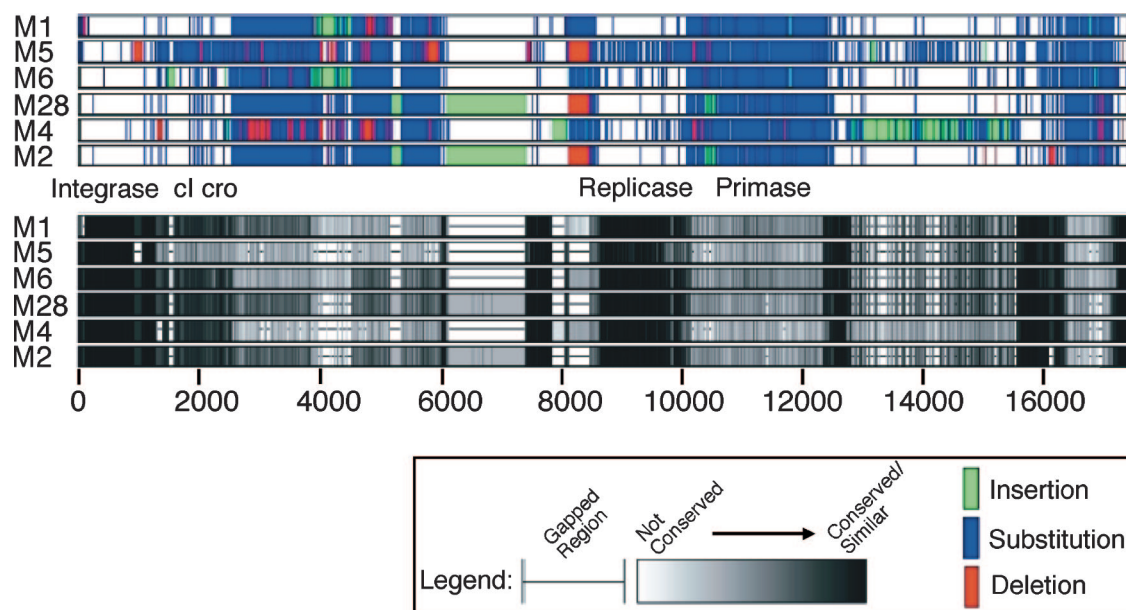 M1
M5
M6
M28
M4
M2
Integrase cI cro Replicase Primase
M1
M5
M6
M28
M4
M2
0 2000 4000 6000 8000 10000 12000 14000 16000
Legend:
Gapped
Region
Not
Conserved
Conserved/
Similar
Insertion
Substitution
Deletion